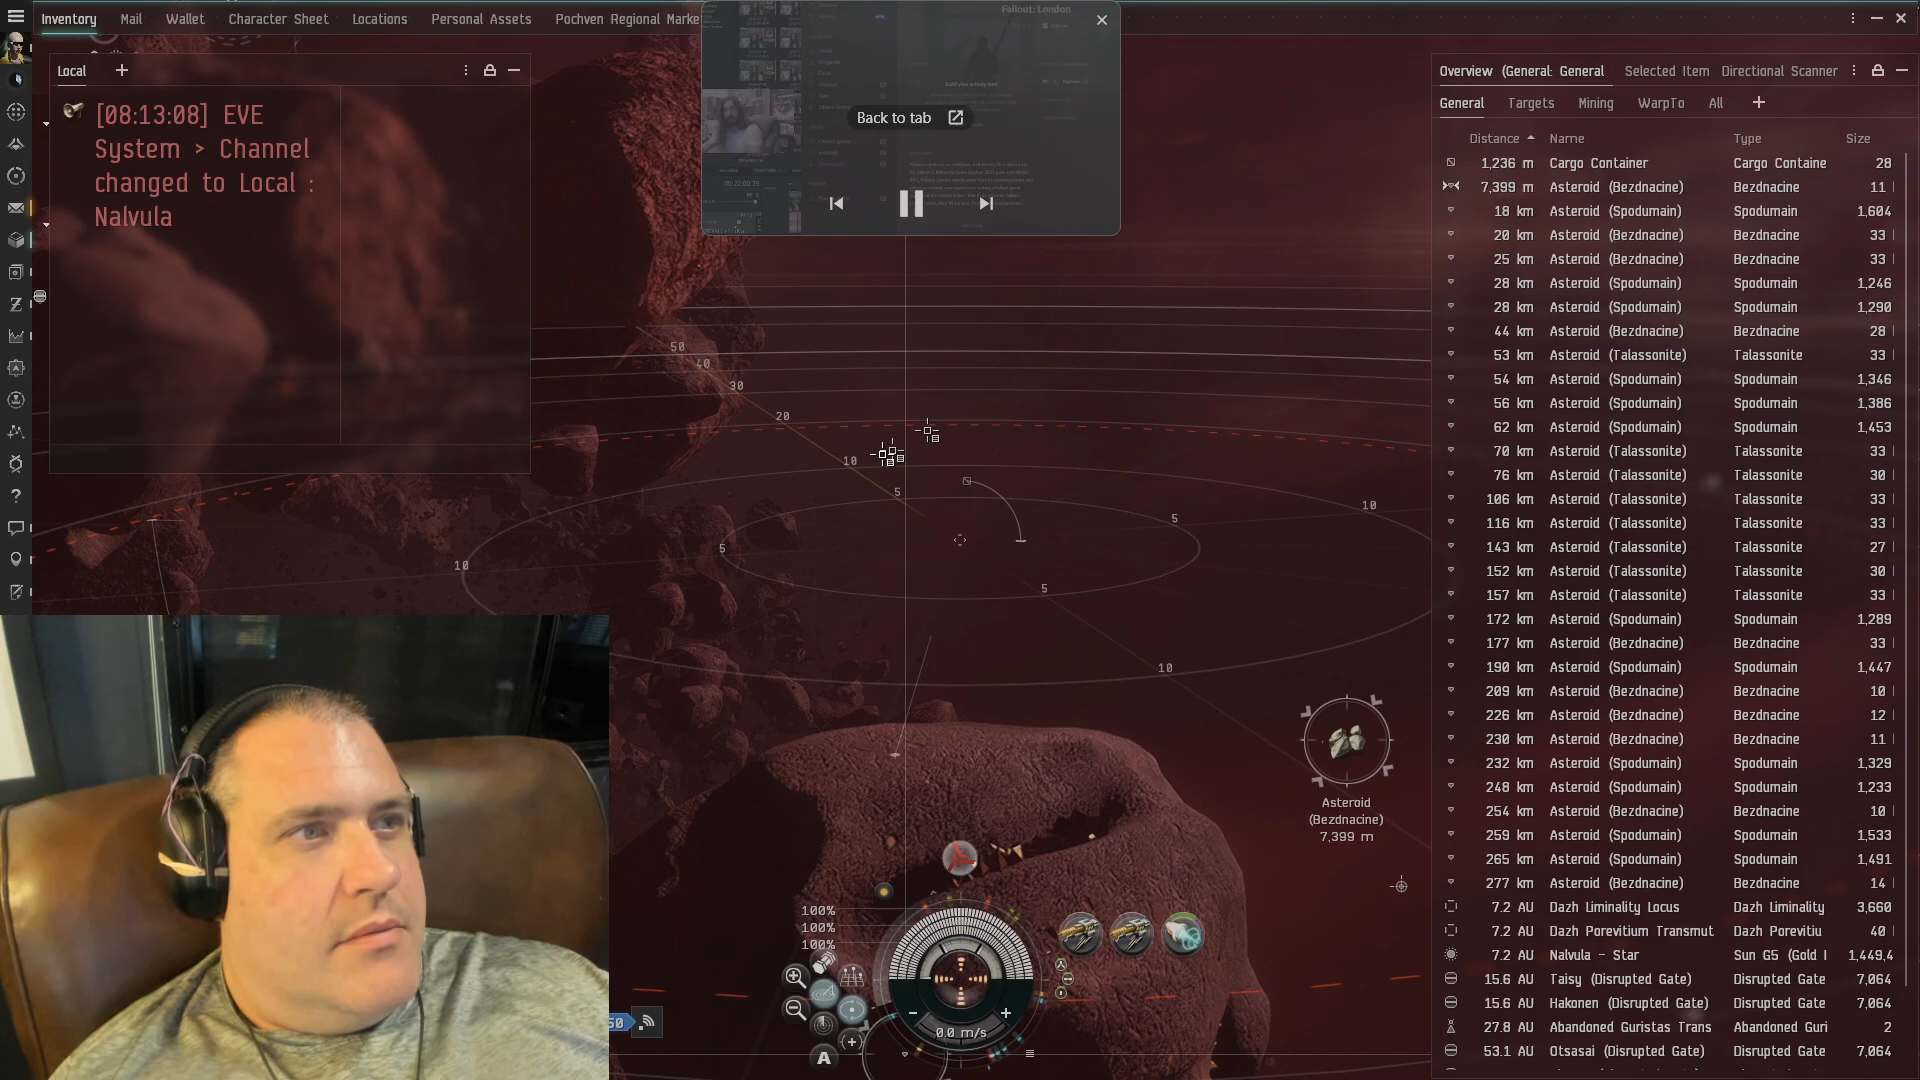 Inventory Mail Wallet Character Sheet Locations Personal Assets Pochven Regional Marke
Fallout: London
Back to tab
Local
[08:13:08] EVE
System > Channel
changed to Local :
Nalvula
Overview (General: General Selected Item Directional Scanner
General Targets Mining WarpTo All
Distance Name Type Size
1,236 m Cargo Container Cargo Containe 28
7,399 m Asteroid (Bezdnacine) Bezdnacine 11
18 km Asteroid (Spodumain) Spodumain 1,604
20 km Asteroid (Bezdnacine) Bezdnacine 33
25 km Asteroid (Bezdnacine) Bezdnacine 33
28 km Asteroid (Spodumain) Spodumain 1,246
28 km Asteroid (Spodumain) Spodumain 1,290
44 km Asteroid (Bezdnacine) Bezdnacine 28
53 km Asteroid (Talassonite) Talassonite 33
54 km Asteroid (Spodumain) Spodumain 1,346
56 km Asteroid (Spodumain) Spodumain 1,386
62 km Asteroid (Spodumain) Spodumain 1,453
70 km Asteroid (Talassonite) Talassonite 33
76 km Asteroid (Talassonite) Talassonite 30
106 km Asteroid (Talassonite) Talassonite 33
116 km Asteroid (Talassonite) Talassonite 33
143 km Asteroid (Talassonite) Talassonite 27
152 km Asteroid (Talassonite) Talassonite 30
157 km Asteroid (Talassonite) Talassonite 33
172 km Asteroid (Spodumain) Spodumain 1,289
177 km Asteroid (Bezdnacine) Bezdnacine 33
190 km Asteroid (Spodumain) Spodumain 1,447
209 km Asteroid (Bezdnacine) Bezdnacine 10
226 km Asteroid (Bezdnacine) Bezdnacine 12
230 km Asteroid (Bezdnacine) Bezdnacine 11
232 km Asteroid (Spodumain) Spodumain 1,329
248 km Asteroid (Spodumain) Spodumain 1,233
254 km Asteroid (Bezdnacine) Bezdnacine 10
259 km Asteroid (Spodumain) Spodumain 1,533
265 km Asteroid (Spodumain) Spodumain 1,491
277 km Asteroid (Bezdnacine) Bezdnacine 14
7.2 AU Dazh Liminality Locus Dazh Liminality 3,660
7.2 AU Dazh Porevitium Transmut Dazh Porevitiu 40
7.2 AU Nalvula - Star Sun G5 (Gold 1,449,4
15.6 AU Taisy (Disrupted Gate) Disrupted Gate 7,064
15.6 AU Hakonen (Disrupted Gate) Disrupted Gate 7,064
27.8 AU Abandoned Guristas Trans Abandoned Guri 2
53.1 AU Otsasai (Disrupted Gate) Disrupted Gate 7,064
50
40
30
20
10
5
10
5
5
10
5
10
Asteroid
(Bezdnacine)
7,399 m
100%
100%
100%
0.0 m/s
A